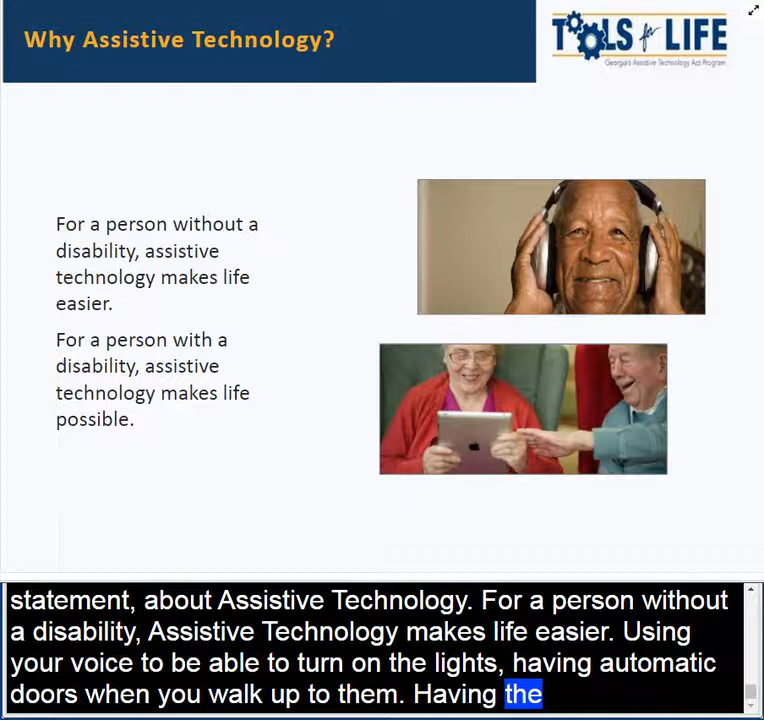 Why Assistive Technology?
TOOLS for LIFE
Georgia's Assistive Technology Act Program
For a person without a
disability, assistive
technology makes life
easier.
For a person with a
disability, assistive
technology makes life
possible.
statement, about Assistive Technology. For a person without
a disability, Assistive Technology makes life easier. Using
your voice to be able to turn on the lights, having automatic
doors when you walk up to them. Having the